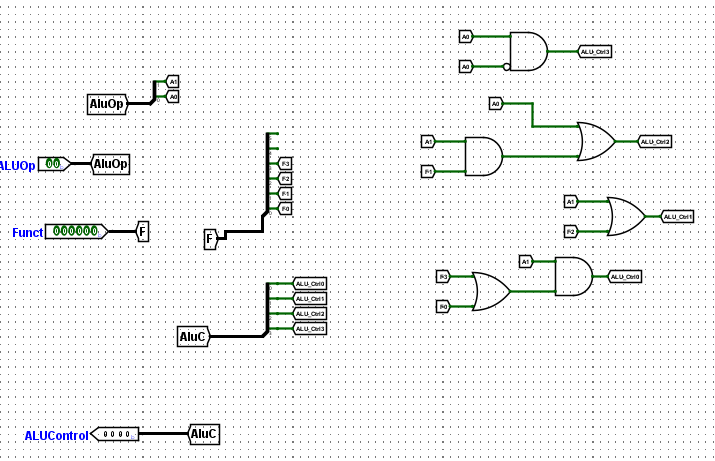 A0
A0
ALU_Ctrl3
A1
A0
AluOp
A0
A1
F1
ALU_Ctrl2
ALUOp
00
AluOp
F3
F2
F1
F0
A1
F2
ALU_Ctrl1
Funct
000000
F
F
A1
F3
F0
ALU_Ctrl0
ALU_Ctrl0
ALU_Ctrl1
ALU_Ctrl2
ALU_Ctrl3
AluC
ALUControl
0000
AluC